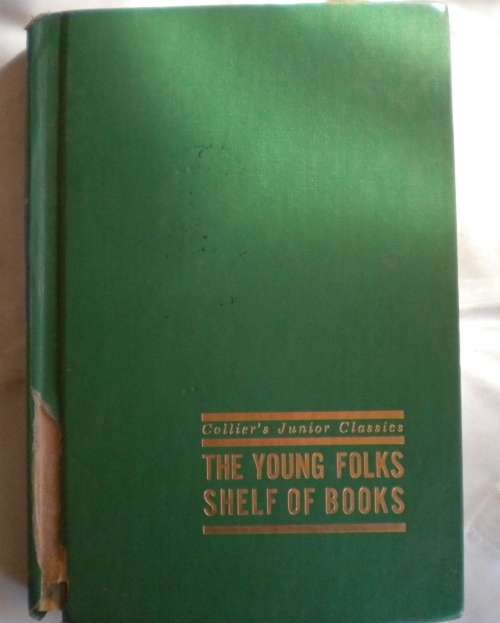 Collier's Junior Classics
THE YOUNG FOLKS
SHELF OF BOOKS